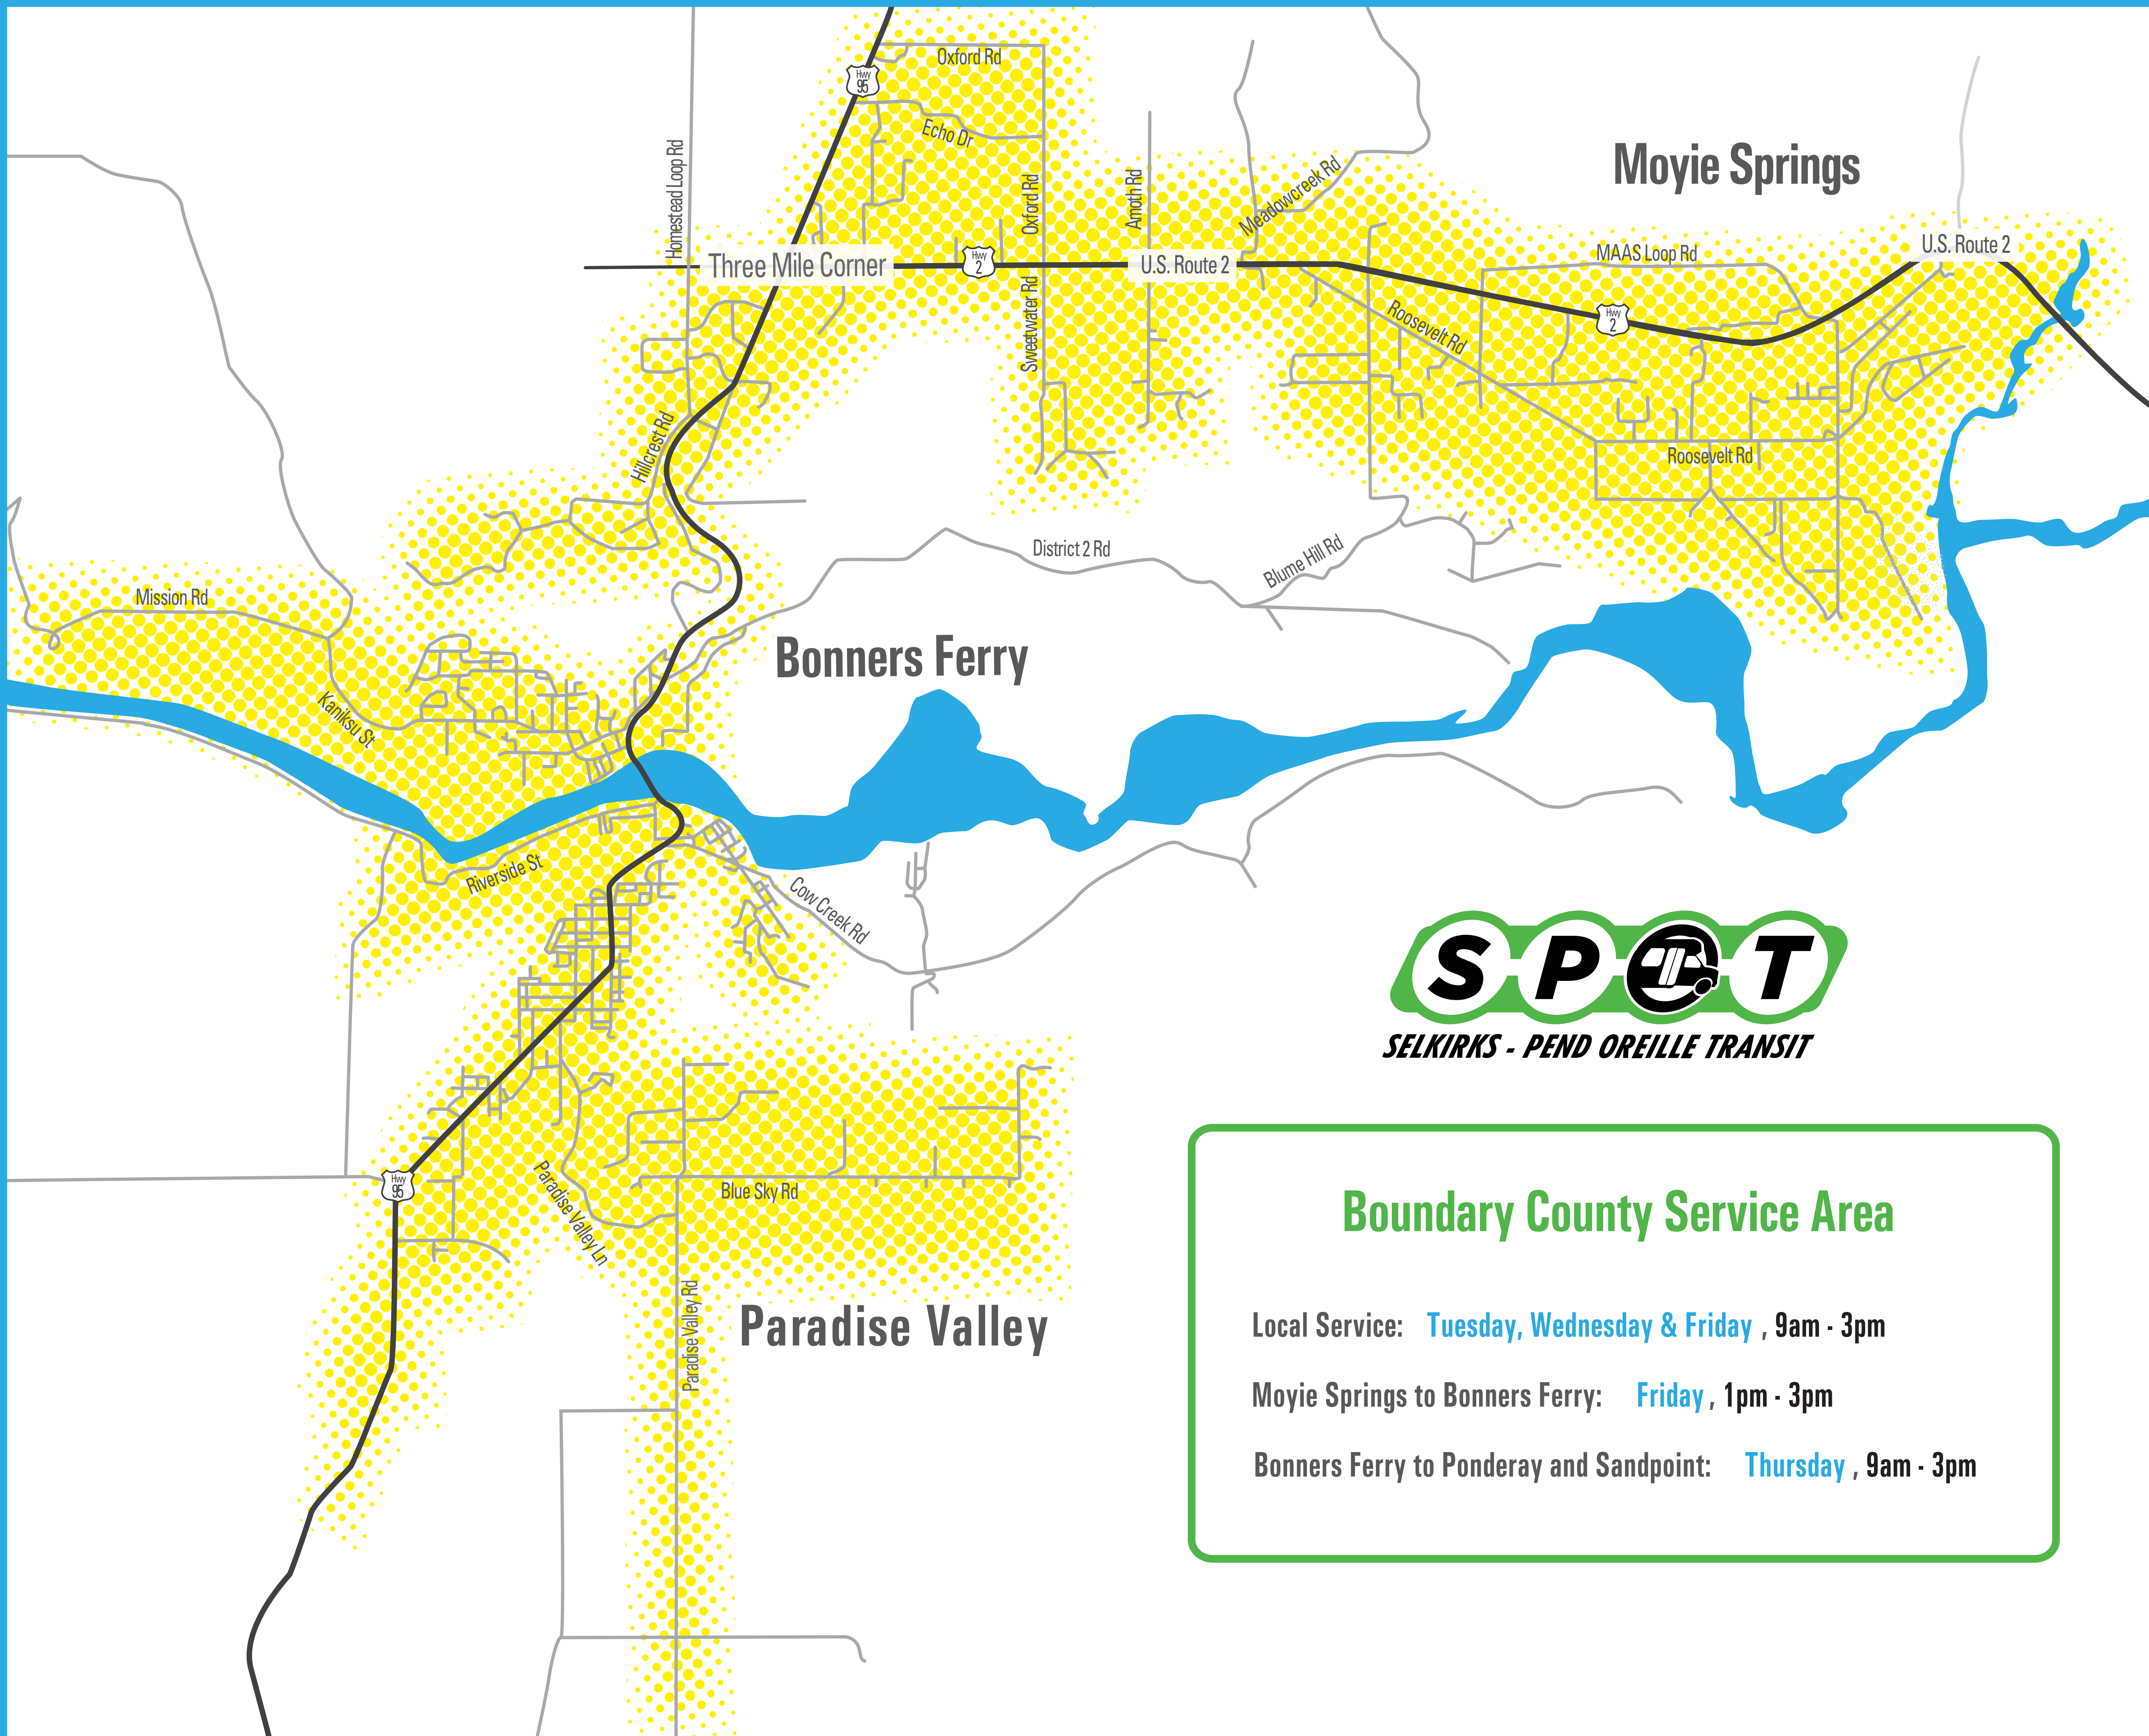 Oxford Rd
Hwy
95
Echo Dr
Homestead Loop Rd
Oxford Rd
Amoth Rd
Meadowcreek Rd
Moyie Springs
Three Mile Corner
Hwy
2
U.S. Route 2
MAAS Loop Rd
U.S. Route 2
Sweetwater Rd
Roosevelt Rd
Hwy
2
Hillcrest Rd
Roosevelt Rd
District 2 Rd
Blume Hill Rd
Mission Rd
Bonners Ferry
Kaniksu St
Riverside St
Cow Creek Rd
SPOT
SELKIRKS - PEND OREILLE TRANSIT
Hwy
95
Paradise Valley Ln
Blue Sky Rd
Paradise Valley Rd
Paradise Valley
Boundary County Service Area
Local Service: Tuesday, Wednesday & Friday , 9am - 3pm
Moyie Springs to Bonners Ferry: Friday , 1pm - 3pm
Bonners Ferry to Ponderay and Sandpoint: Thursday , 9am - 3pm